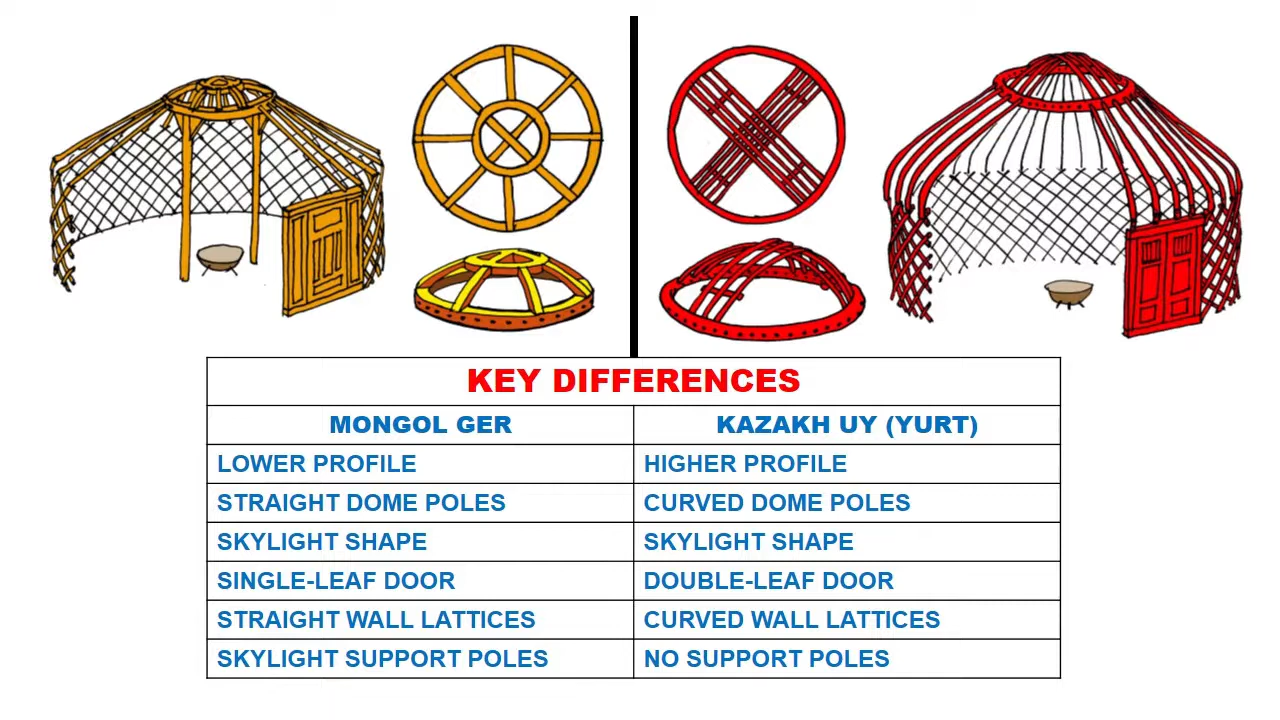 KEY DIFFERENCES
MONGOL GER
KAZAKH UY (YURT)
LOWER PROFILE
HIGHER PROFILE
STRAIGHT DOME POLES
CURVED DOME POLES
SKYLIGHT SHAPE
SKYLIGHT SHAPE
SINGLE-LEAF DOOR
DOUBLE-LEAF DOOR
STRAIGHT WALL LATTICES
CURVED WALL LATTICES
SKYLIGHT SUPPORT POLES
NO SUPPORT POLES